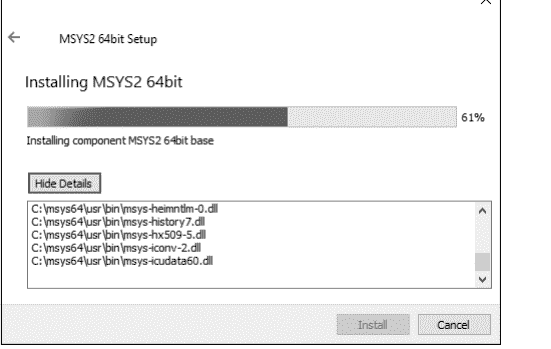 MSYS2 64bit Setup
Installing MSYS2 64bit
61%
Installing component MSYS2 64bit base
Hide Details
C:\msys64\usr\bin\msys-heimntlm-0.dll
C:\msys64\usr\bin\msys-history7.dll
C:\msys64\usr\bin\msys-hx509-5.dll
C:\msys64\usr\bin\msys-iconv-2.dll
C:\msys64\usr\bin\msys-icudata60.dll
Install Cancel